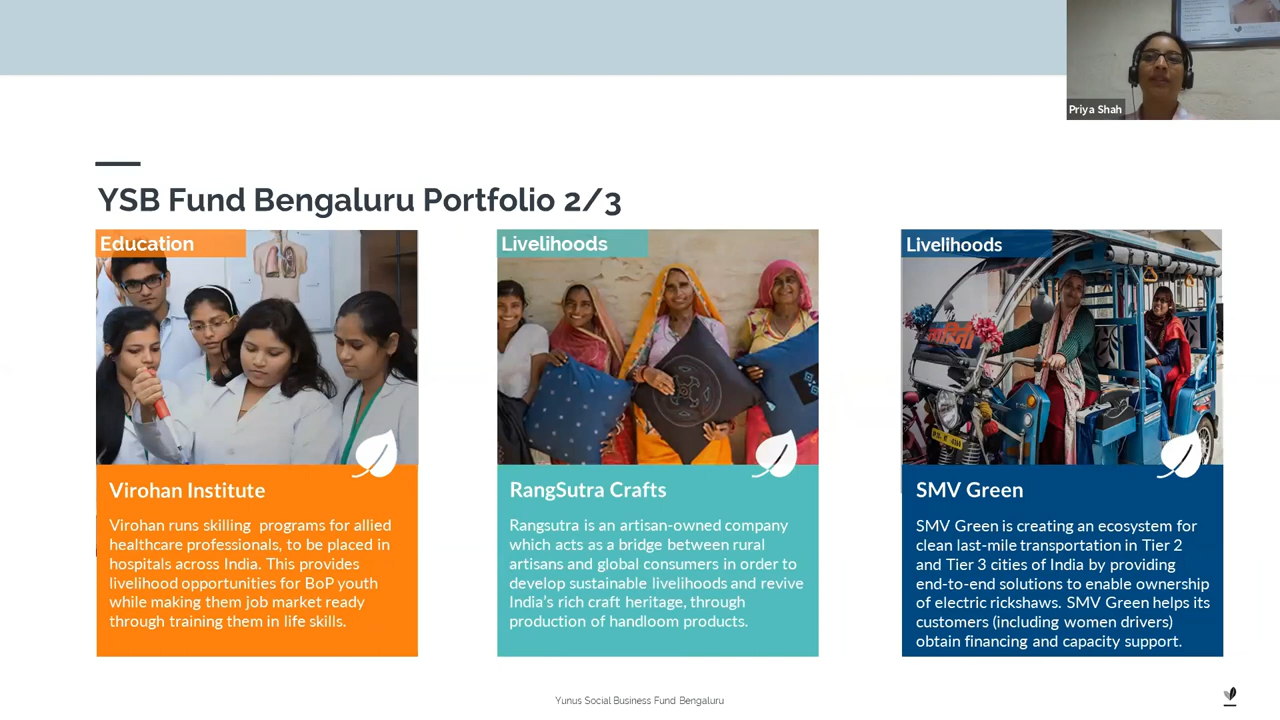 Priya Shah
YSB Fund Bengaluru Portfolio 2/3
Education
Virohan Institute
Virohan runs skilling programs for allied
healthcare professionals, to be placed in
hospitals across India. This provides
livelihood opportunities for BoP youth
while making them job market ready
through training them in life skills.
Livelihoods
RangSutra Crafts
Rangsutra is an artisan-owned company
which acts as a bridge between rural
artisans and global consumers in order to
develop sustainable livelihoods and revive
India's rich craft heritage, through
production of handloom products.
Livelihoods
SMV Green
SMV Green is creating an ecosystem for
clean last-mile transportation in Tier 2
and Tier 3 cities of India by providing
end-to-end solutions to enable ownership
of electric rickshaws. SMV Green helps its
customers (including women drivers)
obtain financing and capacity support.
Yunus Social Business Fund Bengaluru